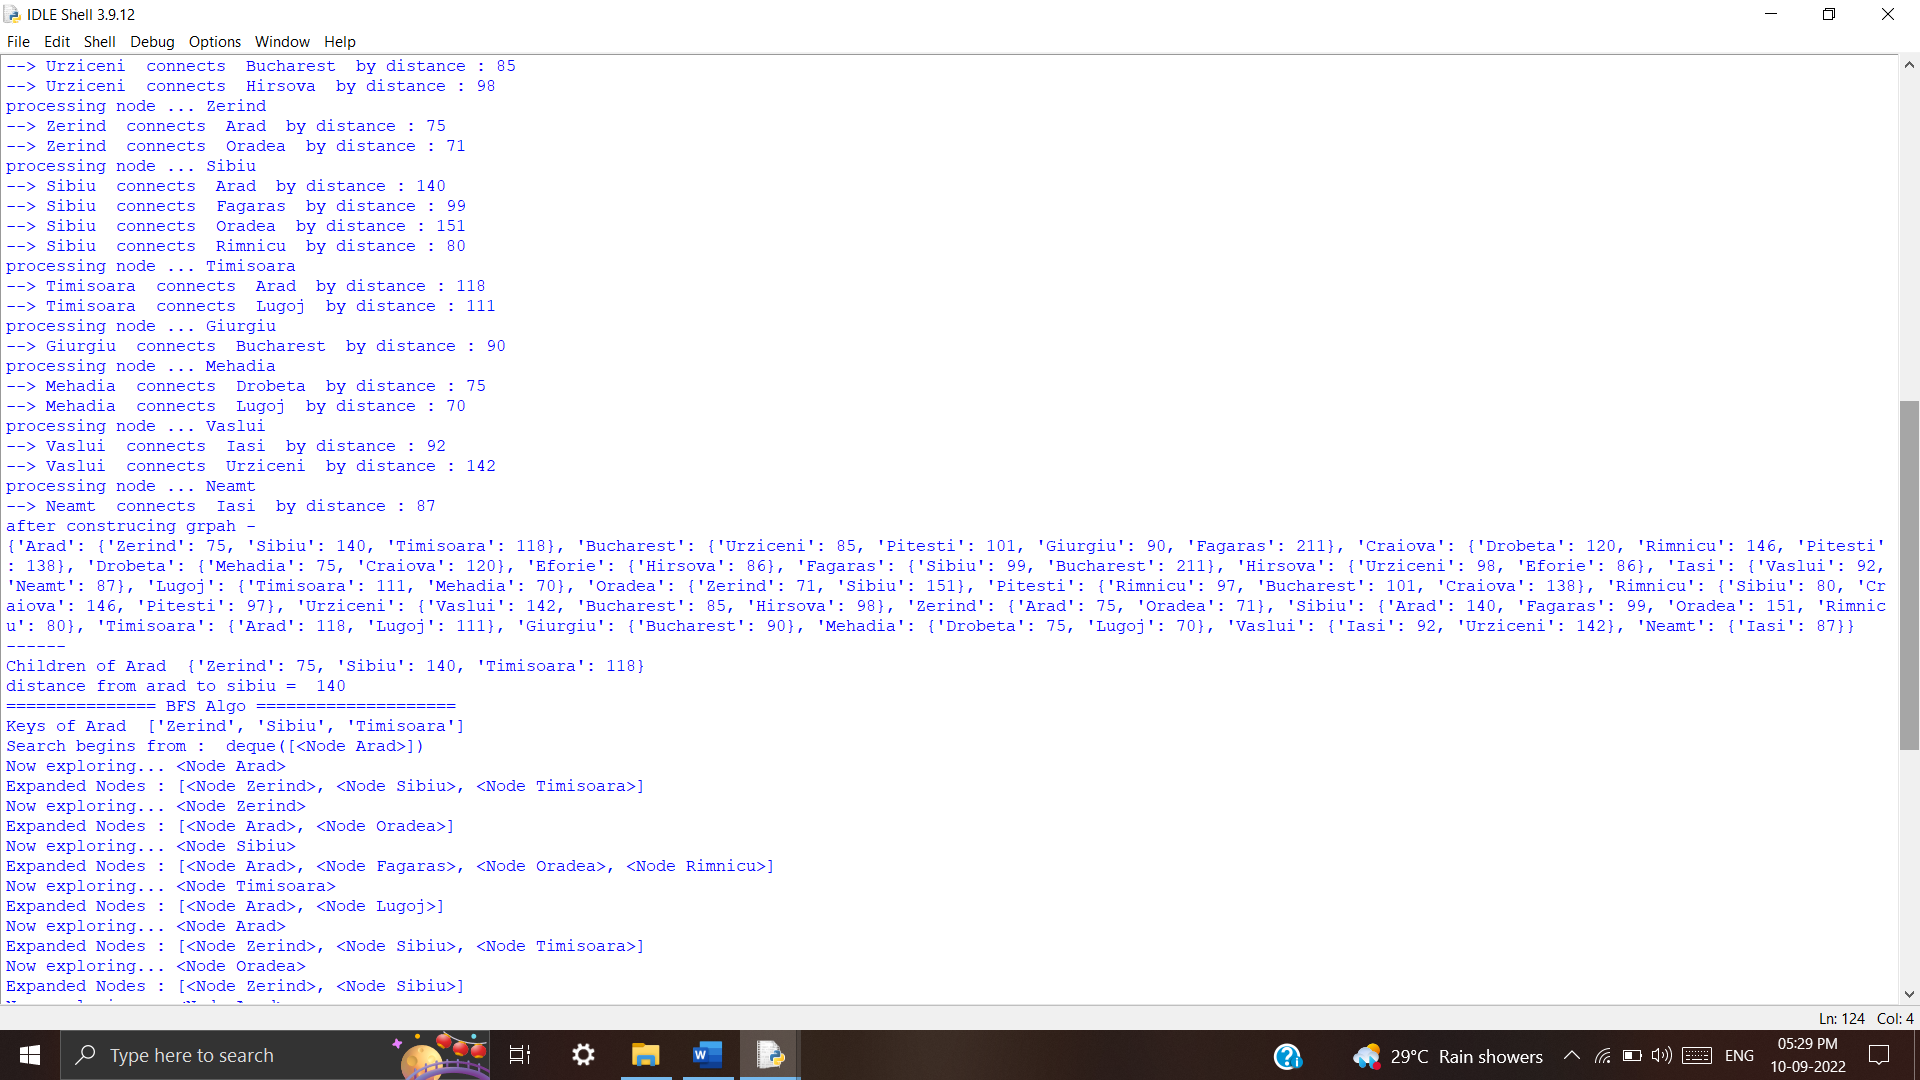 IDLE Shell 3.9.12
File Edit Shell Debug Options Window Help
--> Urziceni  connects  Bucharest  by distance : 85
--> Urziceni  connects  Hirsova  by distance : 98
processing node ... Zerind
--> Zerind  connects  Arad  by distance : 75
--> Zerind  connects  Oradea  by distance : 71
processing node ... Sibiu
--> Sibiu  connects  Arad  by distance : 140
--> Sibiu  connects  Fagaras  by distance : 99
--> Sibiu  connects  Oradea  by distance : 151
--> Sibiu  connects  Rimnicu  by distance : 80
processing node ... Timisoara
--> Timisoara  connects  Arad  by distance : 118
--> Timisoara  connects  Lugoj  by distance : 111
processing node ... Giurgiu
--> Giurgiu  connects  Bucharest  by distance : 90
processing node ... Mehadia
--> Mehadia  connects  Drobeta  by distance : 75
--> Mehadia  connects  Lugoj  by distance : 70
processing node ... Vaslui
--> Vaslui  connects  Iasi  by distance : 92
--> Vaslui  connects  Urziceni  by distance : 142
processing node ... Neamt
--> Neamt  connects  Iasi  by distance : 87
after construcing grpah -
{'Arad': {'Zerind': 75, 'Sibiu': 140, 'Timisoara': 118}, 'Bucharest': {'Urziceni': 85, 'Pitesti': 101, 'Giurgiu': 90, 'Fagaras': 211}, 'Craiova': {'Drobeta': 120, 'Rimnicu': 146, 'Pitesti'
: 138}, 'Drobeta': {'Mehadia': 75, 'Craiova': 120}, 'Eforie': {'Hirsova': 86}, 'Fagaras': {'Sibiu': 99, 'Bucharest': 211}, 'Hirsova': {'Urziceni': 98, 'Eforie': 86}, 'Iasi': {'Vaslui': 92,
'Neamt': 87}, 'Lugoj': {'Timisoara': 111, 'Mehadia': 70}, 'Oradea': {'Zerind': 71, 'Sibiu': 151}, 'Pitesti': {'Rimnicu': 97, 'Bucharest': 101, 'Craiova': 138}, 'Rimnicu': {'Sibiu': 80, 'Cr
aiova': 146, 'Pitesti': 97}, 'Urziceni': {'Vaslui': 142, 'Bucharest': 85, 'Hirsova': 98}, 'Zerind': {'Arad': 75, 'Oradea': 71}, 'Sibiu': {'Arad': 140, 'Fagaras': 99, 'Oradea': 151, 'Rimnic
u': 80}, 'Timisoara': {'Arad': 118, 'Lugoj': 111}, 'Giurgiu': {'Bucharest': 90}, 'Mehadia': {'Drobeta': 75, 'Lugoj': 70}, 'Vaslui': {'Iasi': 92, 'Urziceni': 142}, 'Neamt': {'Iasi': 87}}
------
Children of Arad  {'Zerind': 75, 'Sibiu': 140, 'Timisoara': 118}
distance from arad to sibiu =  140
=============== BFS Algo ====================
Keys of Arad  ['Zerind', 'Sibiu', 'Timisoara']
Search begins from :  deque([<Node Arad>])
Now exploring... <Node Arad>
Expanded Nodes : [<Node Zerind>, <Node Sibiu>, <Node Timisoara>]
Now exploring... <Node Zerind>
Expanded Nodes : [<Node Arad>, <Node Oradea>]
Now exploring... <Node Sibiu>
Expanded Nodes : [<Node Arad>, <Node Fagaras>, <Node Oradea>, <Node Rimnicu>]
Now exploring... <Node Timisoara>
Expanded Nodes : [<Node Arad>, <Node Lugoj>]
Now exploring... <Node Arad>
Expanded Nodes : [<Node Zerind>, <Node Sibiu>, <Node Timisoara>]
Now exploring... <Node Oradea>
Expanded Nodes : [<Node Zerind>, <Node Sibiu>]
Ln: 124 Col: 4
Type here to search
29°C Rain showers
ENG
05:29 PM
10-09-2022